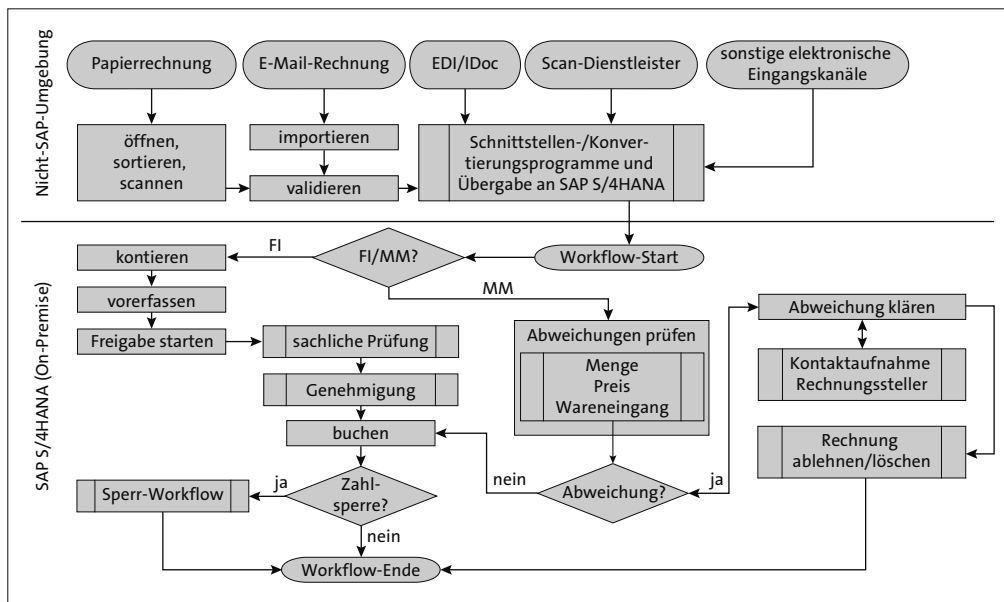 Nicht-SAP-Umgebung
Papierrechnung
E-Mail-Rechnung
EDI/IDoc
Scan-Dienstleister
sonstige elektronische
Eingangskanäle
öffnen,
sortieren,
scannen
importieren
validieren
Schnittstellen-/Konver-
tierungsprogramme und
Übergabe an SAP S/4HANA
SAP S/4HANA (On-Premise)
Workflow-Start
FI/MM?
FI
MM
kontieren
vorerfassen
Freigabe starten
sachliche Prüfung
Genehmigung
buchen
Abweichungen prüfen
Menge
Preis
Wareneingang
Abweichung?
nein
ja
Abweichung klären
Kontaktaufnahme
Rechnungssteller
Rechnung
ablehnen/löschen
Zahl-
sperre?
ja
nein
Sperr-Workflow
Workflow-Ende